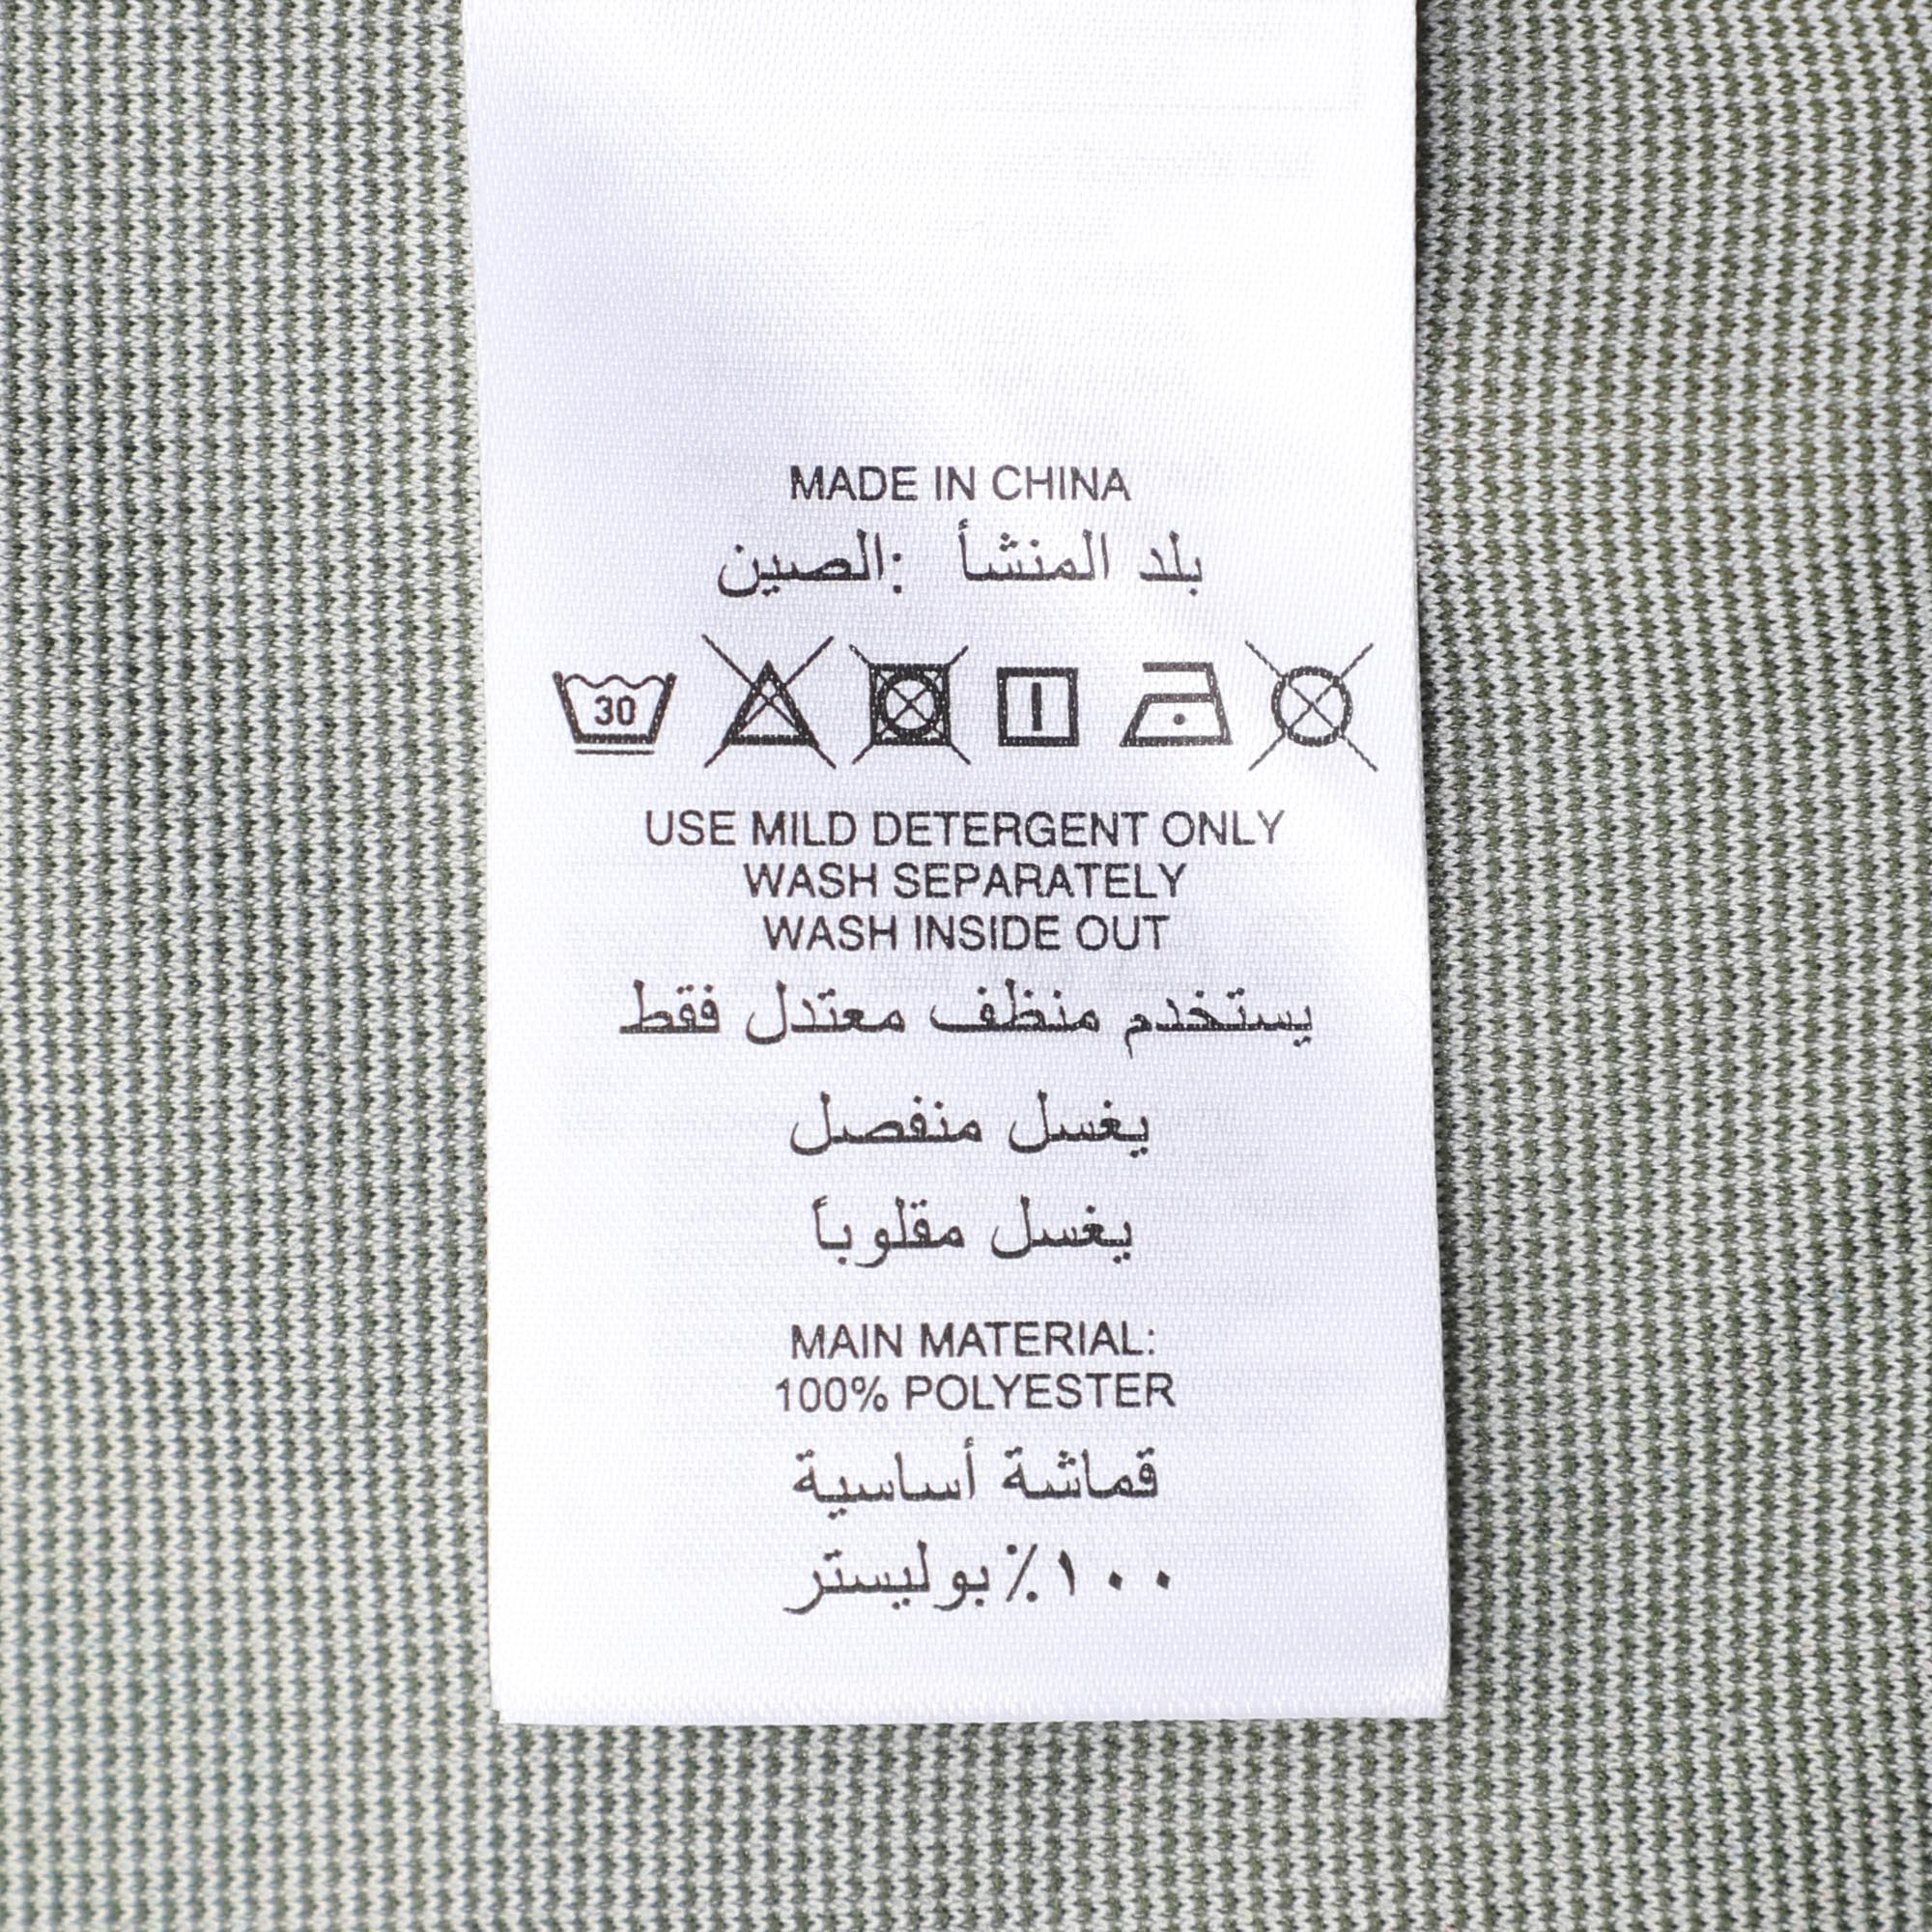 MADE IN CHINA
بلد المنشأ :الصين
30
USE MILD DETERGENT ONLY
WASH SEPARATELY
WASH INSIDE OUT
يستخدم منظف معتدل فقط
يغسل منفصل
يغسل مقلوبأ
MAIN MATERIAL:
100% POLYESTER
قماشة أساسية
١٠٠٪ بوليستر